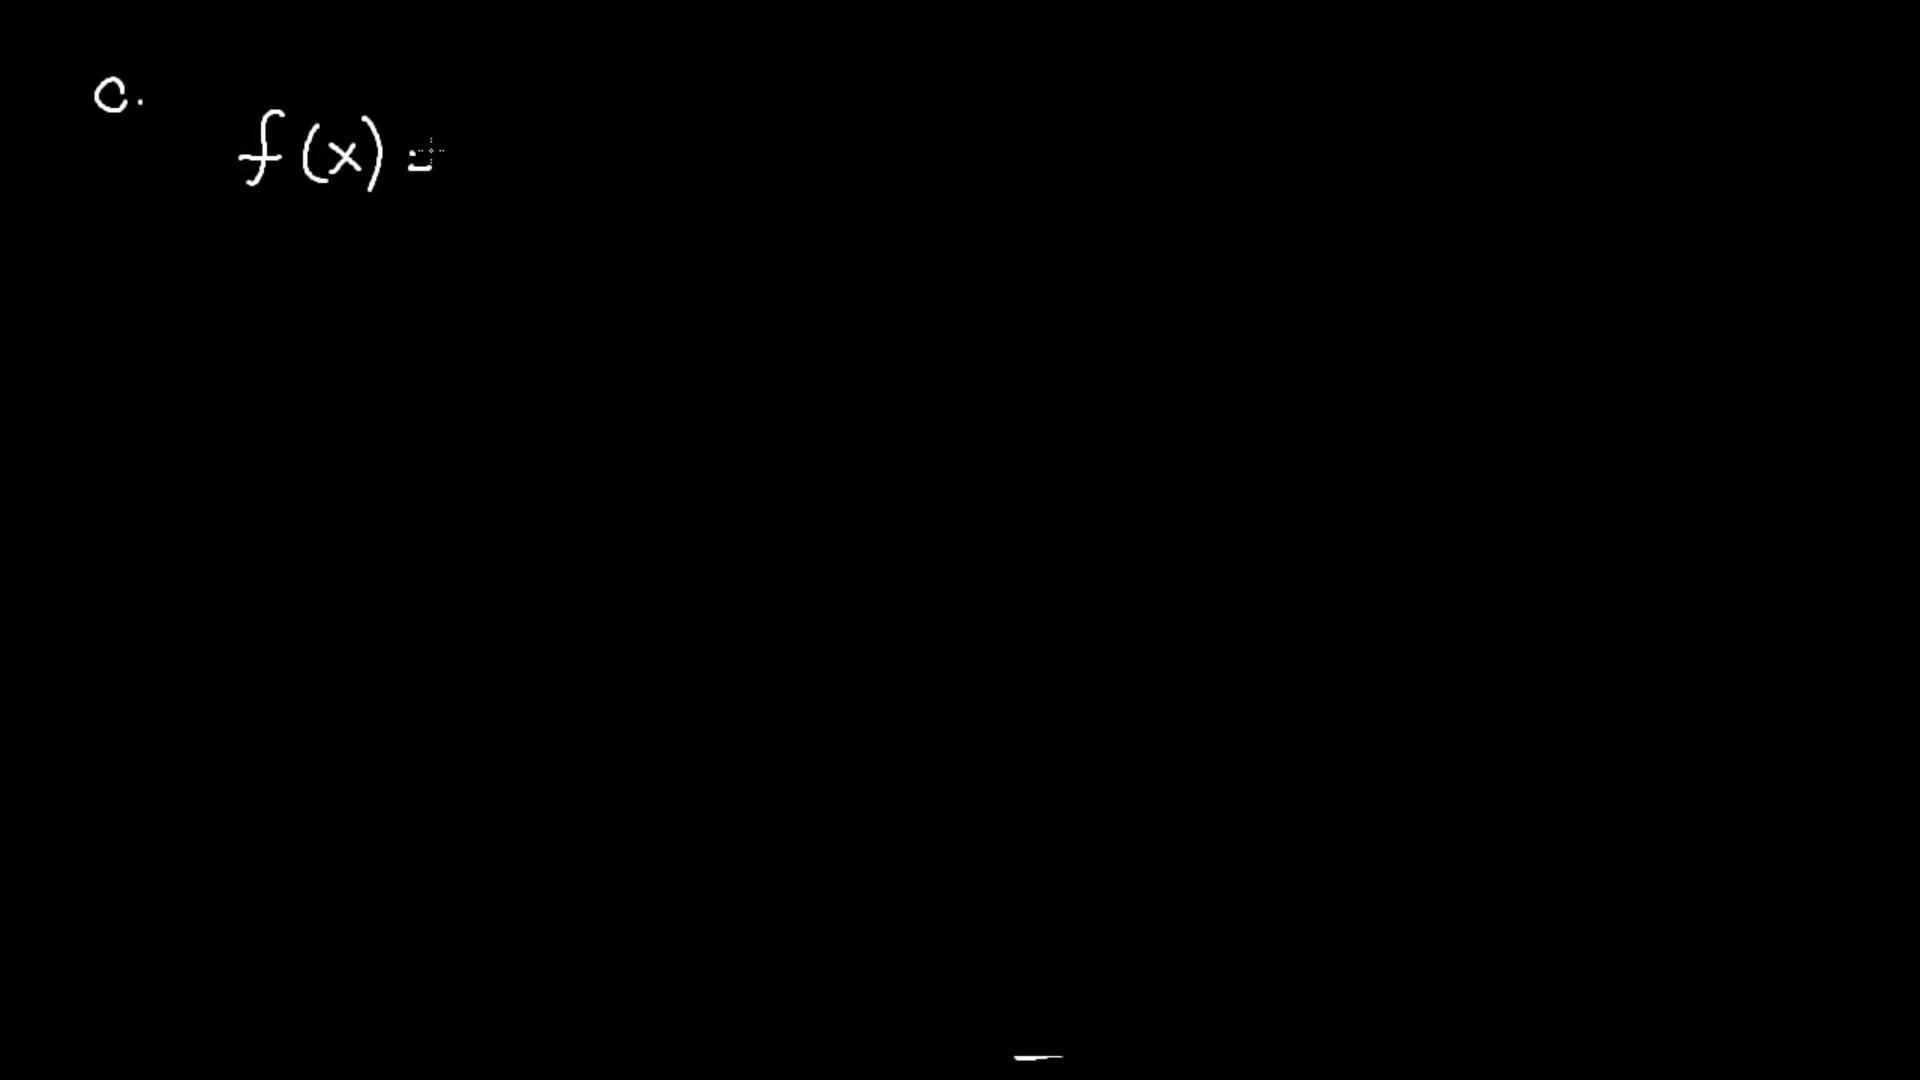 c.
f(x) =